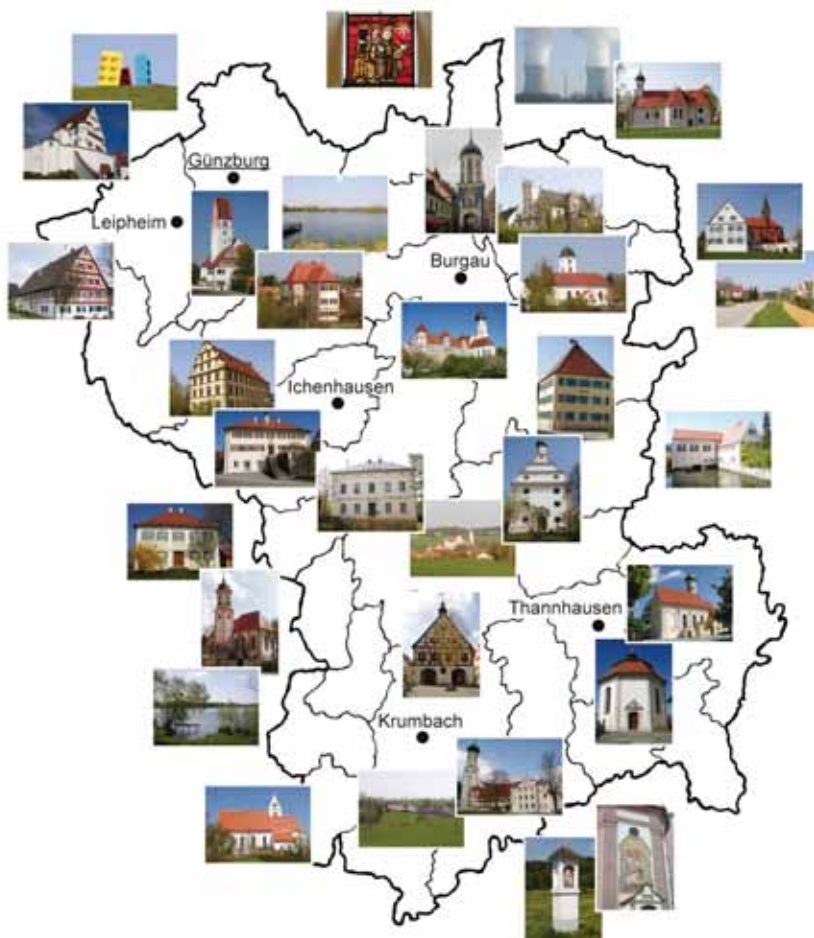 Günzburg
Leipheim
Burgau
Ichenhausen
Thannhausen
Krumbach